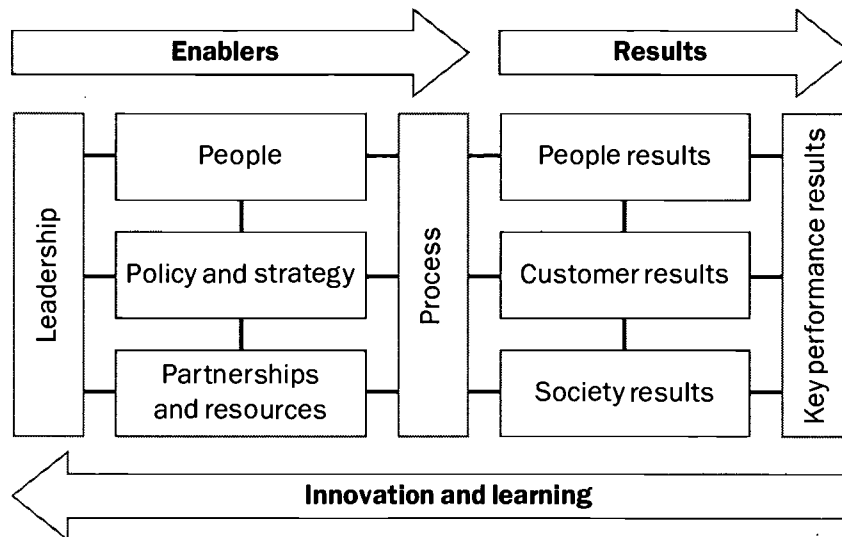 Enablers
Results
Leadership
People
Policy and strategy
Partnerships
and resources
Process
People results
Customer results
Society results
Key performance results
Innovation and learning